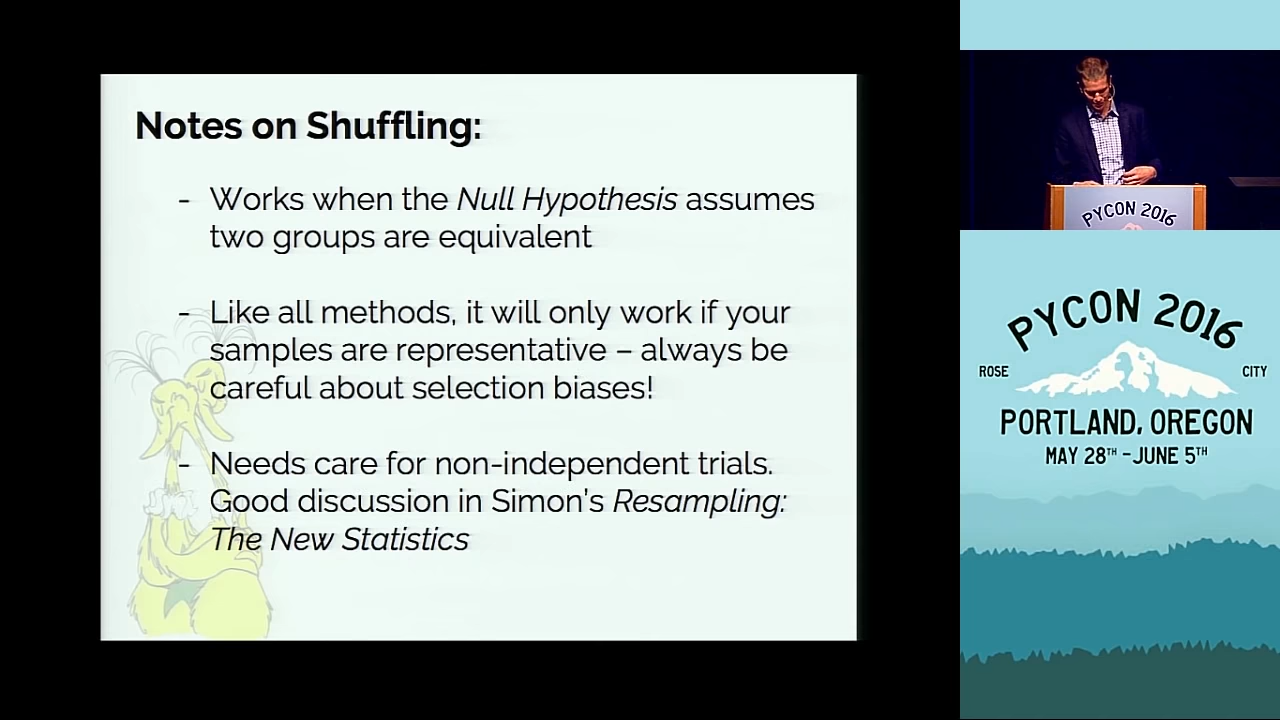 Notes on Shuffling:
- Works when the Null Hypothesis assumes
two groups are equivalent
- Like all methods, it will only work if your
samples are representative – always be
careful about selection biases!
- Needs care for non-independent trials.
Good discussion in Simon's Resampling:
The New Statistics
PYCON 2016
PYCON 2016
ROSE CITY
PORTLAND, OREGON
MAY 28TH - JUNE 5TH